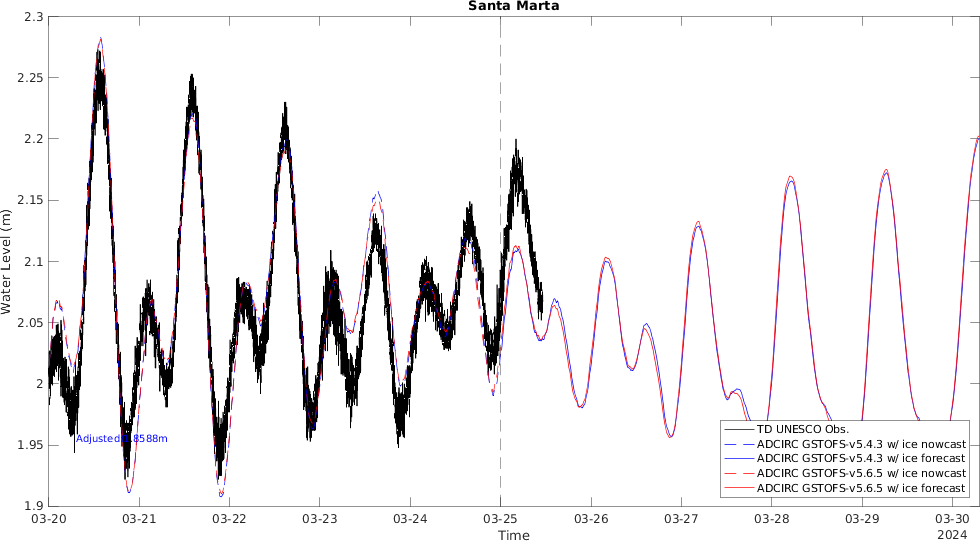 Santa Marta
Water Level (m)
2.3
2.25
2.2
2.15
2.1
2.05
2
1.95
1.9
03-20
03-21
03-22
03-23
03-24
03-25
03-26
03-27
03-28
03-29
03-30
2024
Time
TD UNESCO Obs.
ADCIRC GSTOFS-v5.4.3 w/ ice nowcast
ADCIRC GSTOFS-v5.4.3 w/ ice forecast
ADCIRC GSTOFS-v5.6.5 w/ ice nowcast
ADCIRC GSTOFS-v5.6.5 w/ ice forecast